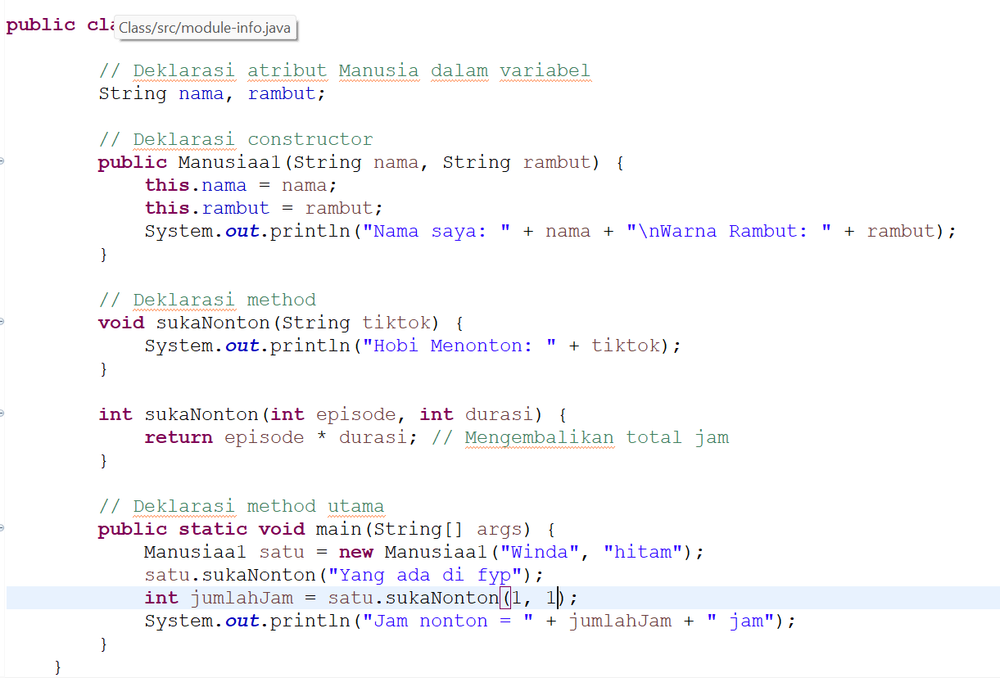 public cla
Class/src/module-info.java
// Deklarasi atribut Manusia dalam variabel
String nama, rambut;
// Deklarasi constructor
public Manusiaa1(String nama, String rambut) {
this.nama = nama;
this.rambut = rambut;
System.out.println("Nama saya: " + nama + "\nWarna Rambut: " + rambut);
}
// Deklarasi method
void sukaNonton(String tiktok) {
System.out.println("Hobi Menonton: " + tiktok);
}
int sukaNonton(int episode, int durasi) {
return episode * durasi; // Mengembalikan total jam
}
// Deklarasi method utama
public static void main(String[] args) {
Manusiaa1 satu = new Manusiaa1("Winda", "hitam");
satu.sukaNonton("Yang ada di fyp");
int jumlahJam = satu.sukaNonton(1, 1);
System.out.println("Jam nonton = " + jumlahJam + " jam");
}
}